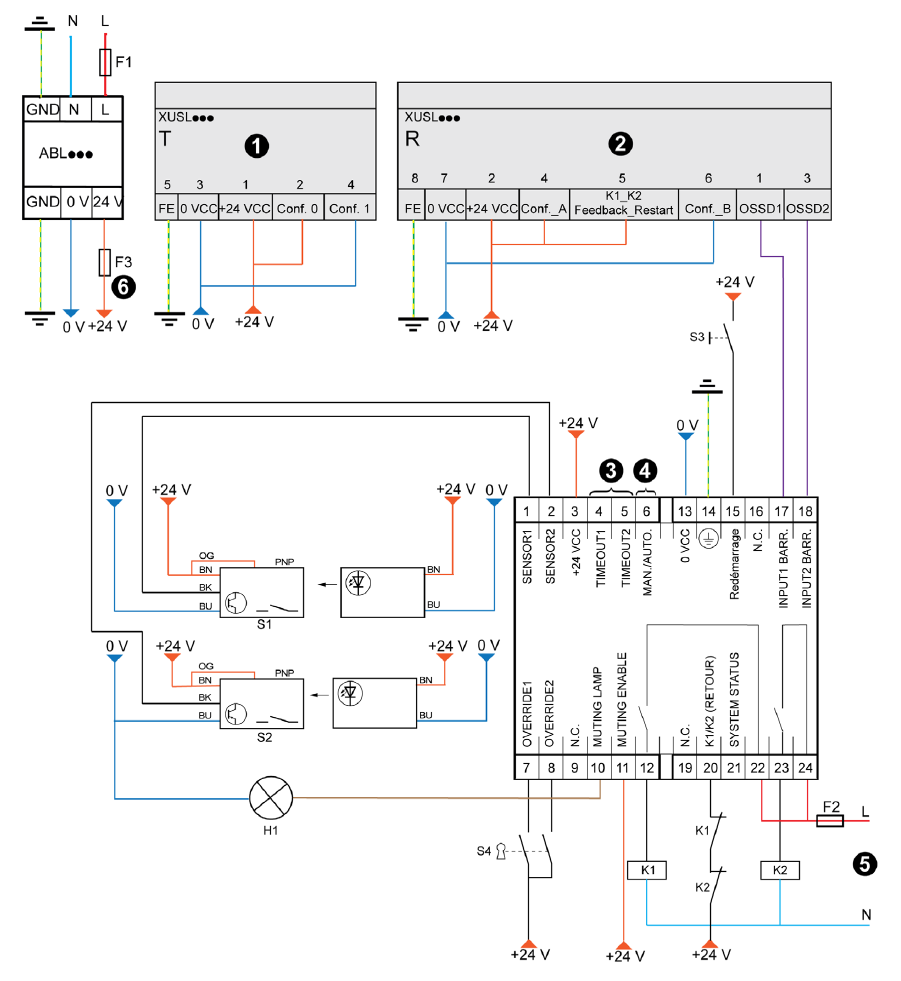 N L
F1
GND N L
ABL●●●
GND 0 V 24 V
F3
6
0 V +24 V
XUSL●●●
T
1
5 3 1 2 4
FE 0 VCC +24 VCC Conf. 0 Conf. 1
0 V +24 V
XUSL●●●
R
2
8 7 2 4 5 6 1 3
FE 0 VCC +24 VCC Conf._A K1_K2 Feedback_Restart Conf._B OSSD1 OSSD2
0 V +24 V
+24 V
S3
+24 V
3
4
0 V
0 V +24 V
+24 V 0 V
OG
BN
PNP
BK
BU
S1
BN
BU
0 V +24 V
+24 V 0 V
OG
BN
PNP
BK
BU
S2
BN
BU
H1
1 2 3 4 5 6 13 14 15 16 17 18
SENSOR1
SENSOR2
+24 VCC
TIMEOUT1
TIMEOUT2
MAN./AUTO.
0 VCC
Redémarrage
N.C.
INPUT1 BARR.
INPUT2 BARR.
OVERRIDE1
OVERRIDE2
N.C.
MUTING LAMP
MUTING ENABLE
N.C.
K1/K2 (RETOUR)
SYSTEM STATUS
7 8 9 10 11 12 19 20 21 22 23 24
F2 L
S4
K1
K1
K2
K2
5
N
+24 V
+24 V
+24 V